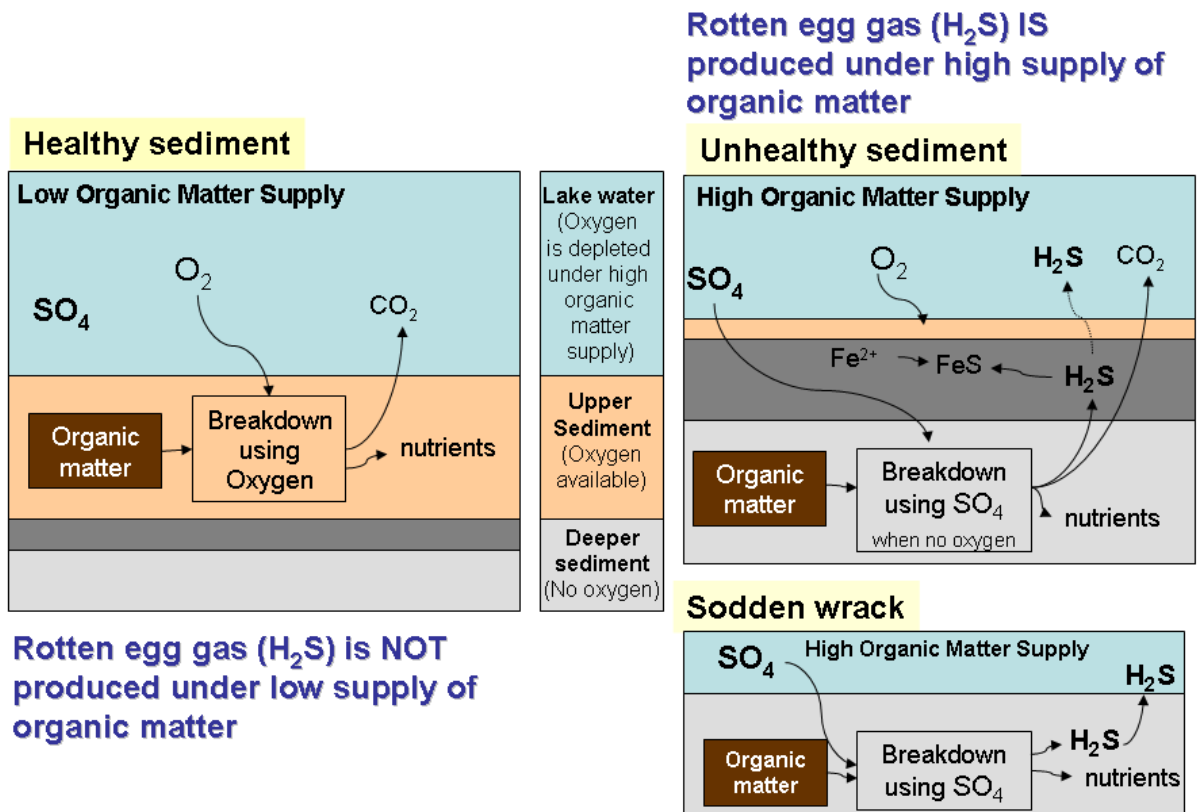 Rotten egg gas (H₂S) IS
produced under high supply of
organic matter
Healthy sediment
Low Organic Matter Supply
O₂
SO₄
CO₂
Organic
matter
Breakdown
using
Oxygen
nutrients
Rotten egg gas (H₂S) is NOT
produced under low supply of
organic matter
Lake water
(Oxygen
is depleted
under high
organic
matter
supply)
Upper
Sediment
(Oxygen
available)
Deeper
sediment
(No oxygen)
Unhealthy sediment
High Organic Matter Supply
SO₄
O₂
H₂S
CO₂
Fe²⁺
FeS
H₂S
Organic
matter
Breakdown
using SO₄
when no oxygen
nutrients
Sodden wrack
High Organic Matter Supply
SO₄
H₂S
Organic
matter
Breakdown
using SO₄
H₂S
nutrients